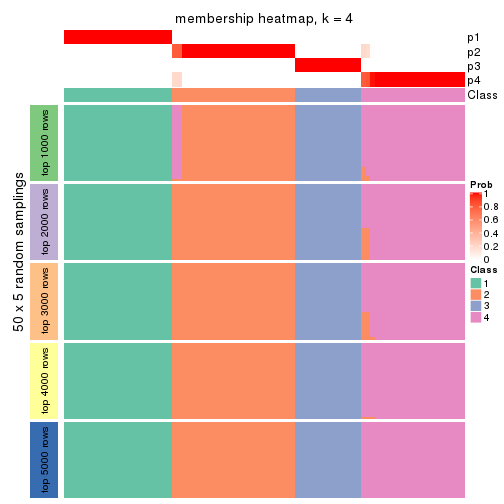 membership heatmap, k = 4
p1
p2
p3
p4
Class
50 x 5 random samplings
top 1000 rows
top 2000 rows
top 3000 rows
top 4000 rows
top 5000 rows
Prob
1
0.8
0.6
0.4
0.2
0
Class
1
2
3
4